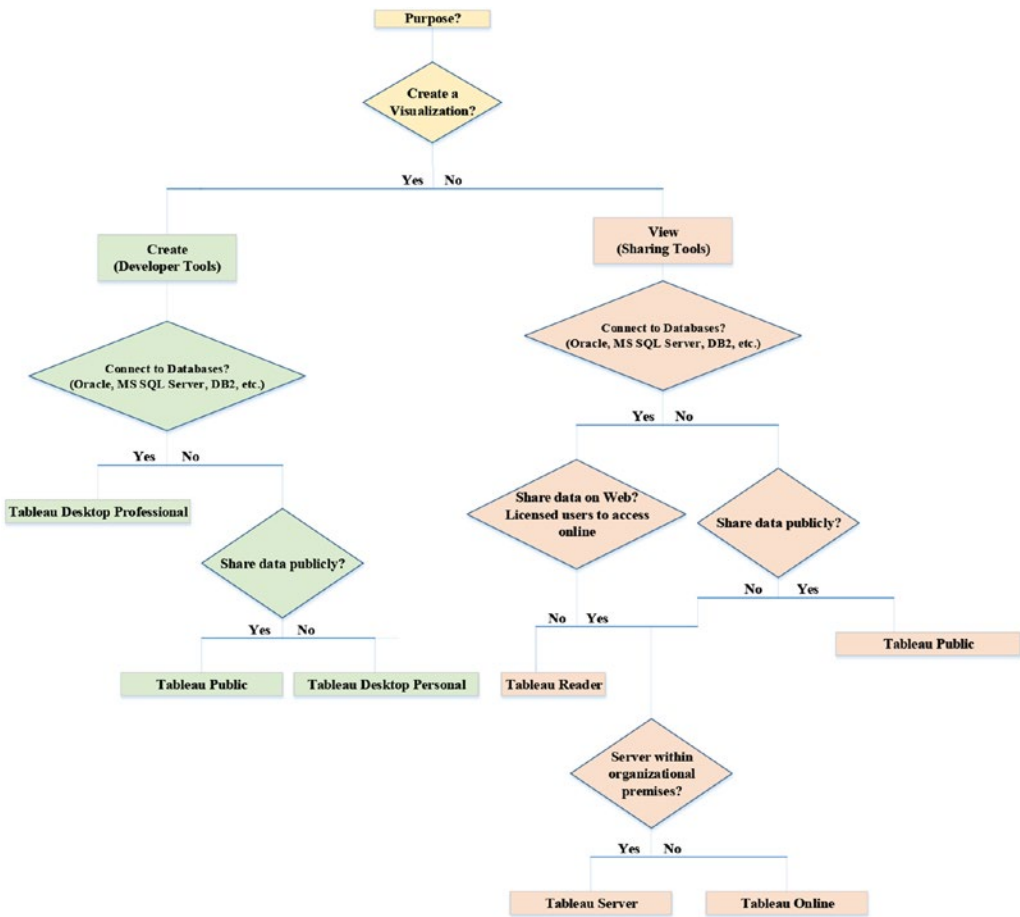 Purpose?
Create a
Visualization?
Yes No
Create
(Developer Tools)
View
(Sharing Tools)
Connect to Databases?
(Oracle, MS SQL Server, DB2, etc.)
Connect to Databases?
(Oracle, MS SQL Server, DB2, etc.)
Yes No
Yes No
Tableau Desktop Professional
Share data on Web?
Licensed users to access
online
Share data publicly?
Share data publicly?
No Yes
No Yes
Yes No
Tableau Public
Tableau Public
Tableau Desktop Personal
Tableau Reader
Server within
organizational
premises?
Yes No
Tableau Server
Tableau Online